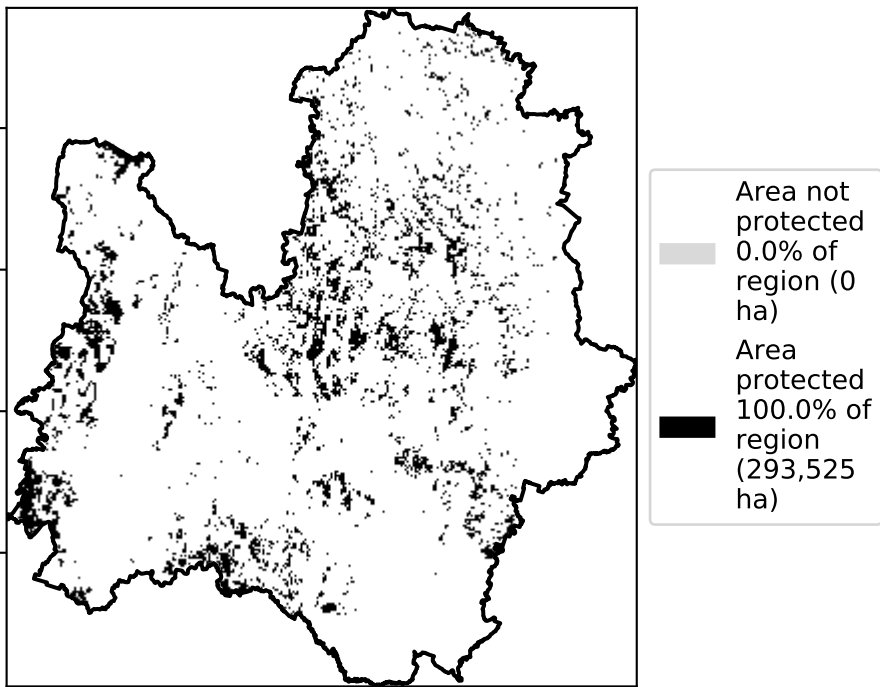 Area not
protected
0.0% of
region (0
ha)
Area
protected
100.0% of
region
(293,525
ha)